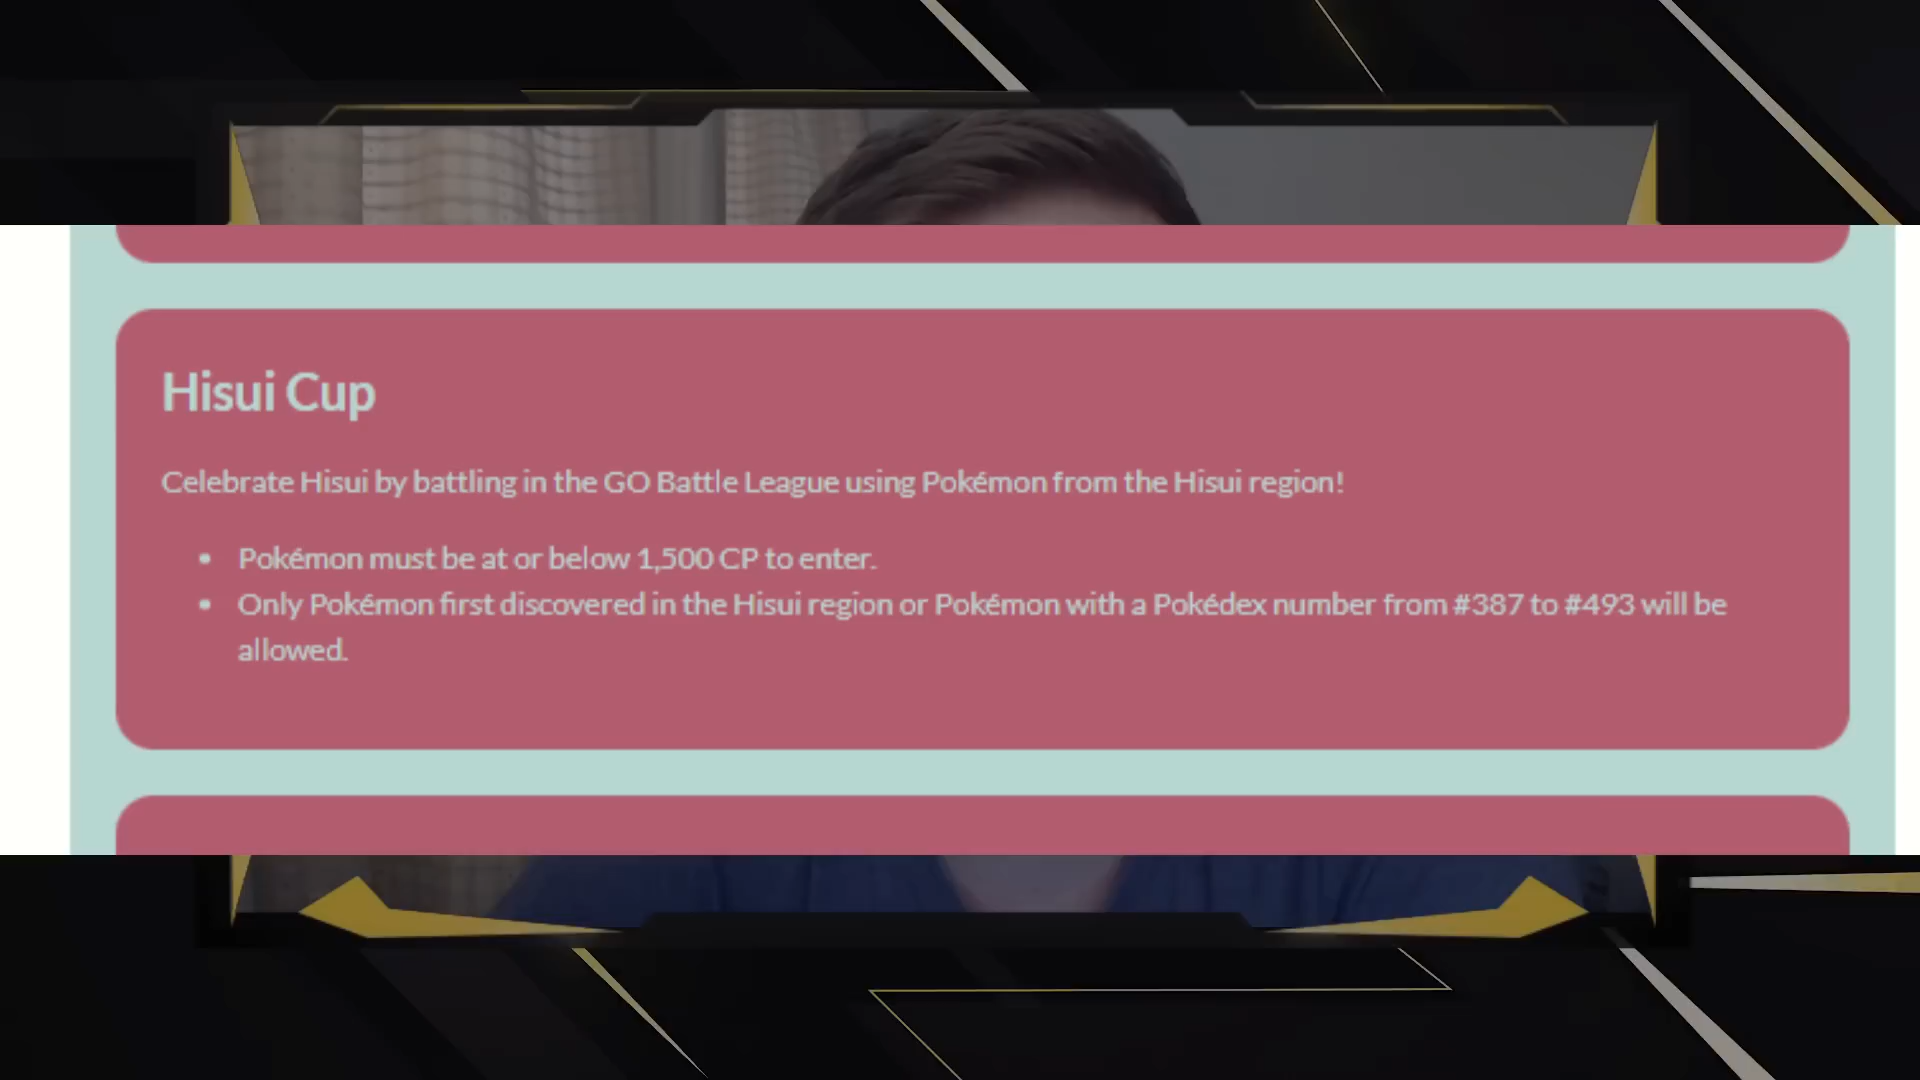 Hisui Cup
Celebrate Hisui by battling in the GO Battle League using Pokémon from the Hisui region!
• Pokémon must be at or below 1,500 CP to enter.
• Only Pokémon first discovered in the Hisui region or Pokémon with a Pokédex number from #387 to #493 will be
allowed.